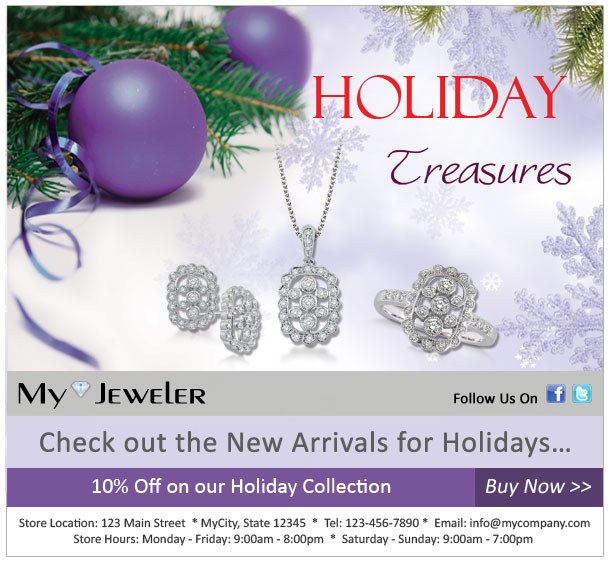 HOLIDAY
Treasures
My Jeweler
Follow Us On
Check out the New Arrivals for Holidays...
10% Off on our Holiday Collection
Buy Now >>
Store Location: 123 Main Street * MyCity, State 12345 * Tel: 123-456-7890 * Email: info@mycompany.com
Store Hours: Monday - Friday: 9:00am - 8:00pm * Saturday - Sunday: 9:00am - 7:00pm